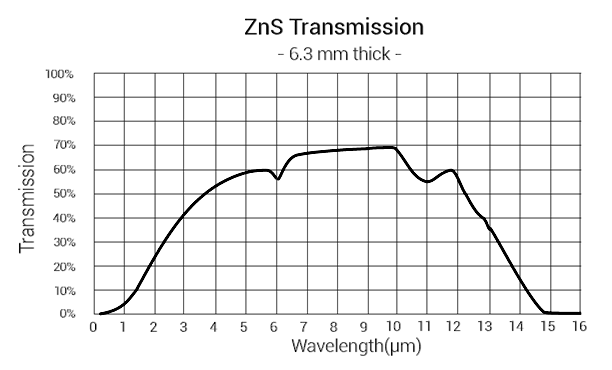 ZnS Transmission
- 6.3 mm thick -
100%
90%
80%
70%
60%
50%
40%
30%
20%
10%
0%
Transmission
0 1 2 3 4 5 6 7 8 9 10 11 12 13 14 15 16
Wavelength(μm)